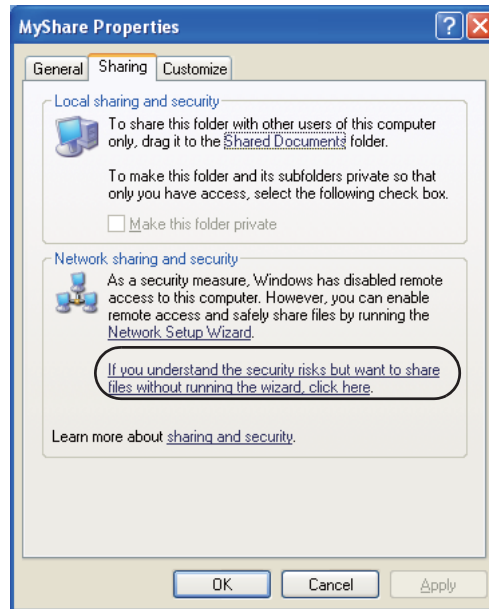 MyShare Properties
General
Sharing
Customize
Local sharing and security
To share this folder with other users of this computer
only, drag it to the Shared Documents folder.
To make this folder and its subfolders private so that
only you have access, select the following check box.
Make this folder private
Network sharing and security
As a security measure, Windows has disabled remote
access to this computer. However, you can enable
remote access and safely share files by running the
Network Setup Wizard.
If you understand the security risks but want to share
files without running the wizard, click here.
Learn more about sharing and security.
OK
Cancel
Apply